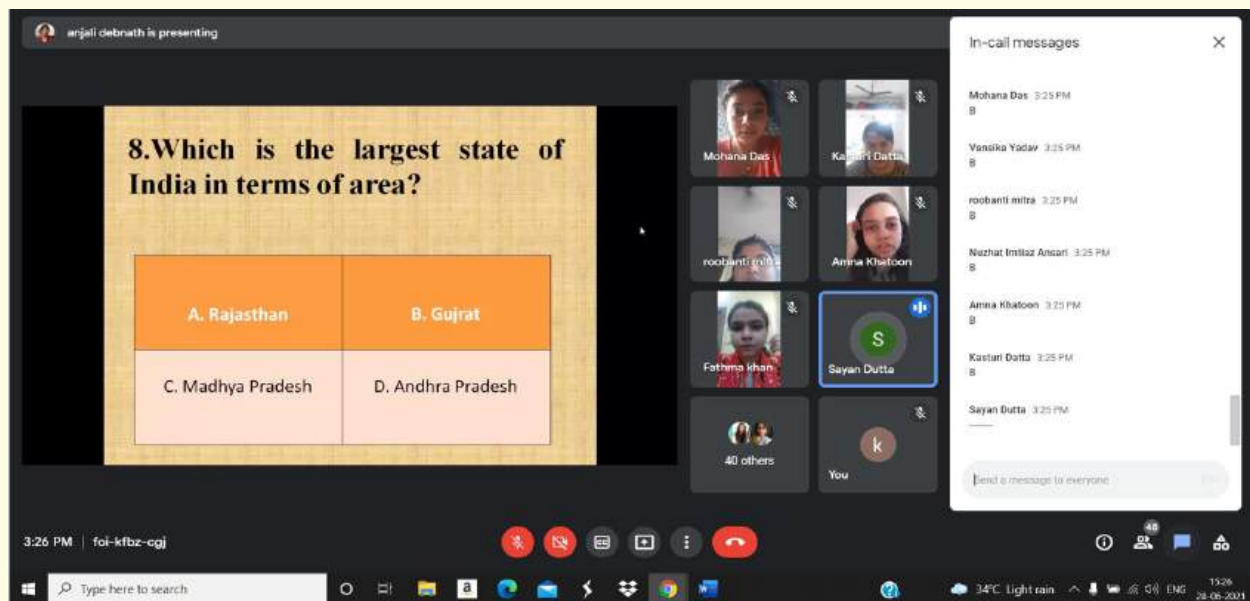 anjali debnath is presenting
8.Which is the largest state of
India in terms of area?
A. Rajasthan
B. Gujrat
C. Madhya Pradesh
D. Andhra Pradesh
Mohana Das
Kasturi Datta
roobanti mitra
Amna Khatoon
Fathma khan
S
Sayan Dutta
40 others
k
You
In-call messages
Mohana Das 3:25 PM
B
Vansika Yadav 3:25 PM
B
roobanti mitra 3:25 PM
B
Nuzhat Imtiaz Ansari 3:25 PM
B
Amna Khatoon 3:25 PM
B
Kasturi Datta 3:25 PM
B
Sayan Dutta 3:25 PM
Send a message to everyone
3:26 PM | foi-kfbz-cgj
48
Type here to search
34°C Light rain
ENG
15:26
28-06-2021